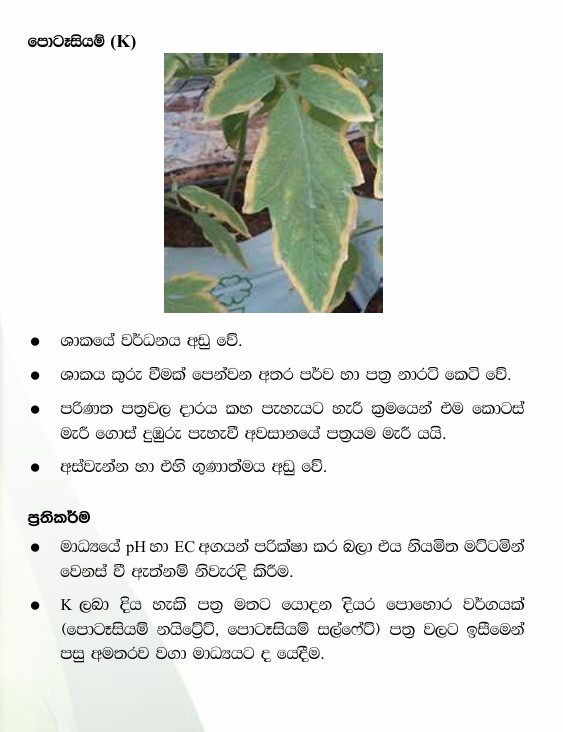 පොටෑසියම් (K)
● ශාකයේ වර්ධනය අඩු වේ.
● ශාකය කුරු වීමක් පෙන්වන අතර පර්ව හා පත්‍ර නාරටි කෙටි වේ.
● පරිණත පත්‍රවල දාරය කහ පැහැයට හැරී ක්‍රමයෙන් එම කොටස්
මැරී ගොස් දුඹුරු පැහැවී අවසානයේ පත්‍රයම මැරී යයි.
● අස්වැන්න හා එහි ගුණාත්මය අඩු වේ.
ප්‍රතිකර්ම
● මාධ්‍යයේ pH හා EC අගයන් පරික්ෂා කර බලා එය නියමිත මට්ටමින්
වෙනස් වී ඇත්නම් නිවැරදි කිරීම.
● K ලබා දිය හැකි පත්‍ර මතට යොදන දියර පොහොර වර්ගයක්
(පොටෑසියම් නයිට්‍රේට්, පොටෑසියම් සල්ෆේට්) පත්‍ර වලට ඉසීමෙන්
පසු අමතරව වගා මාධ්‍යයට ද යෙදීම.